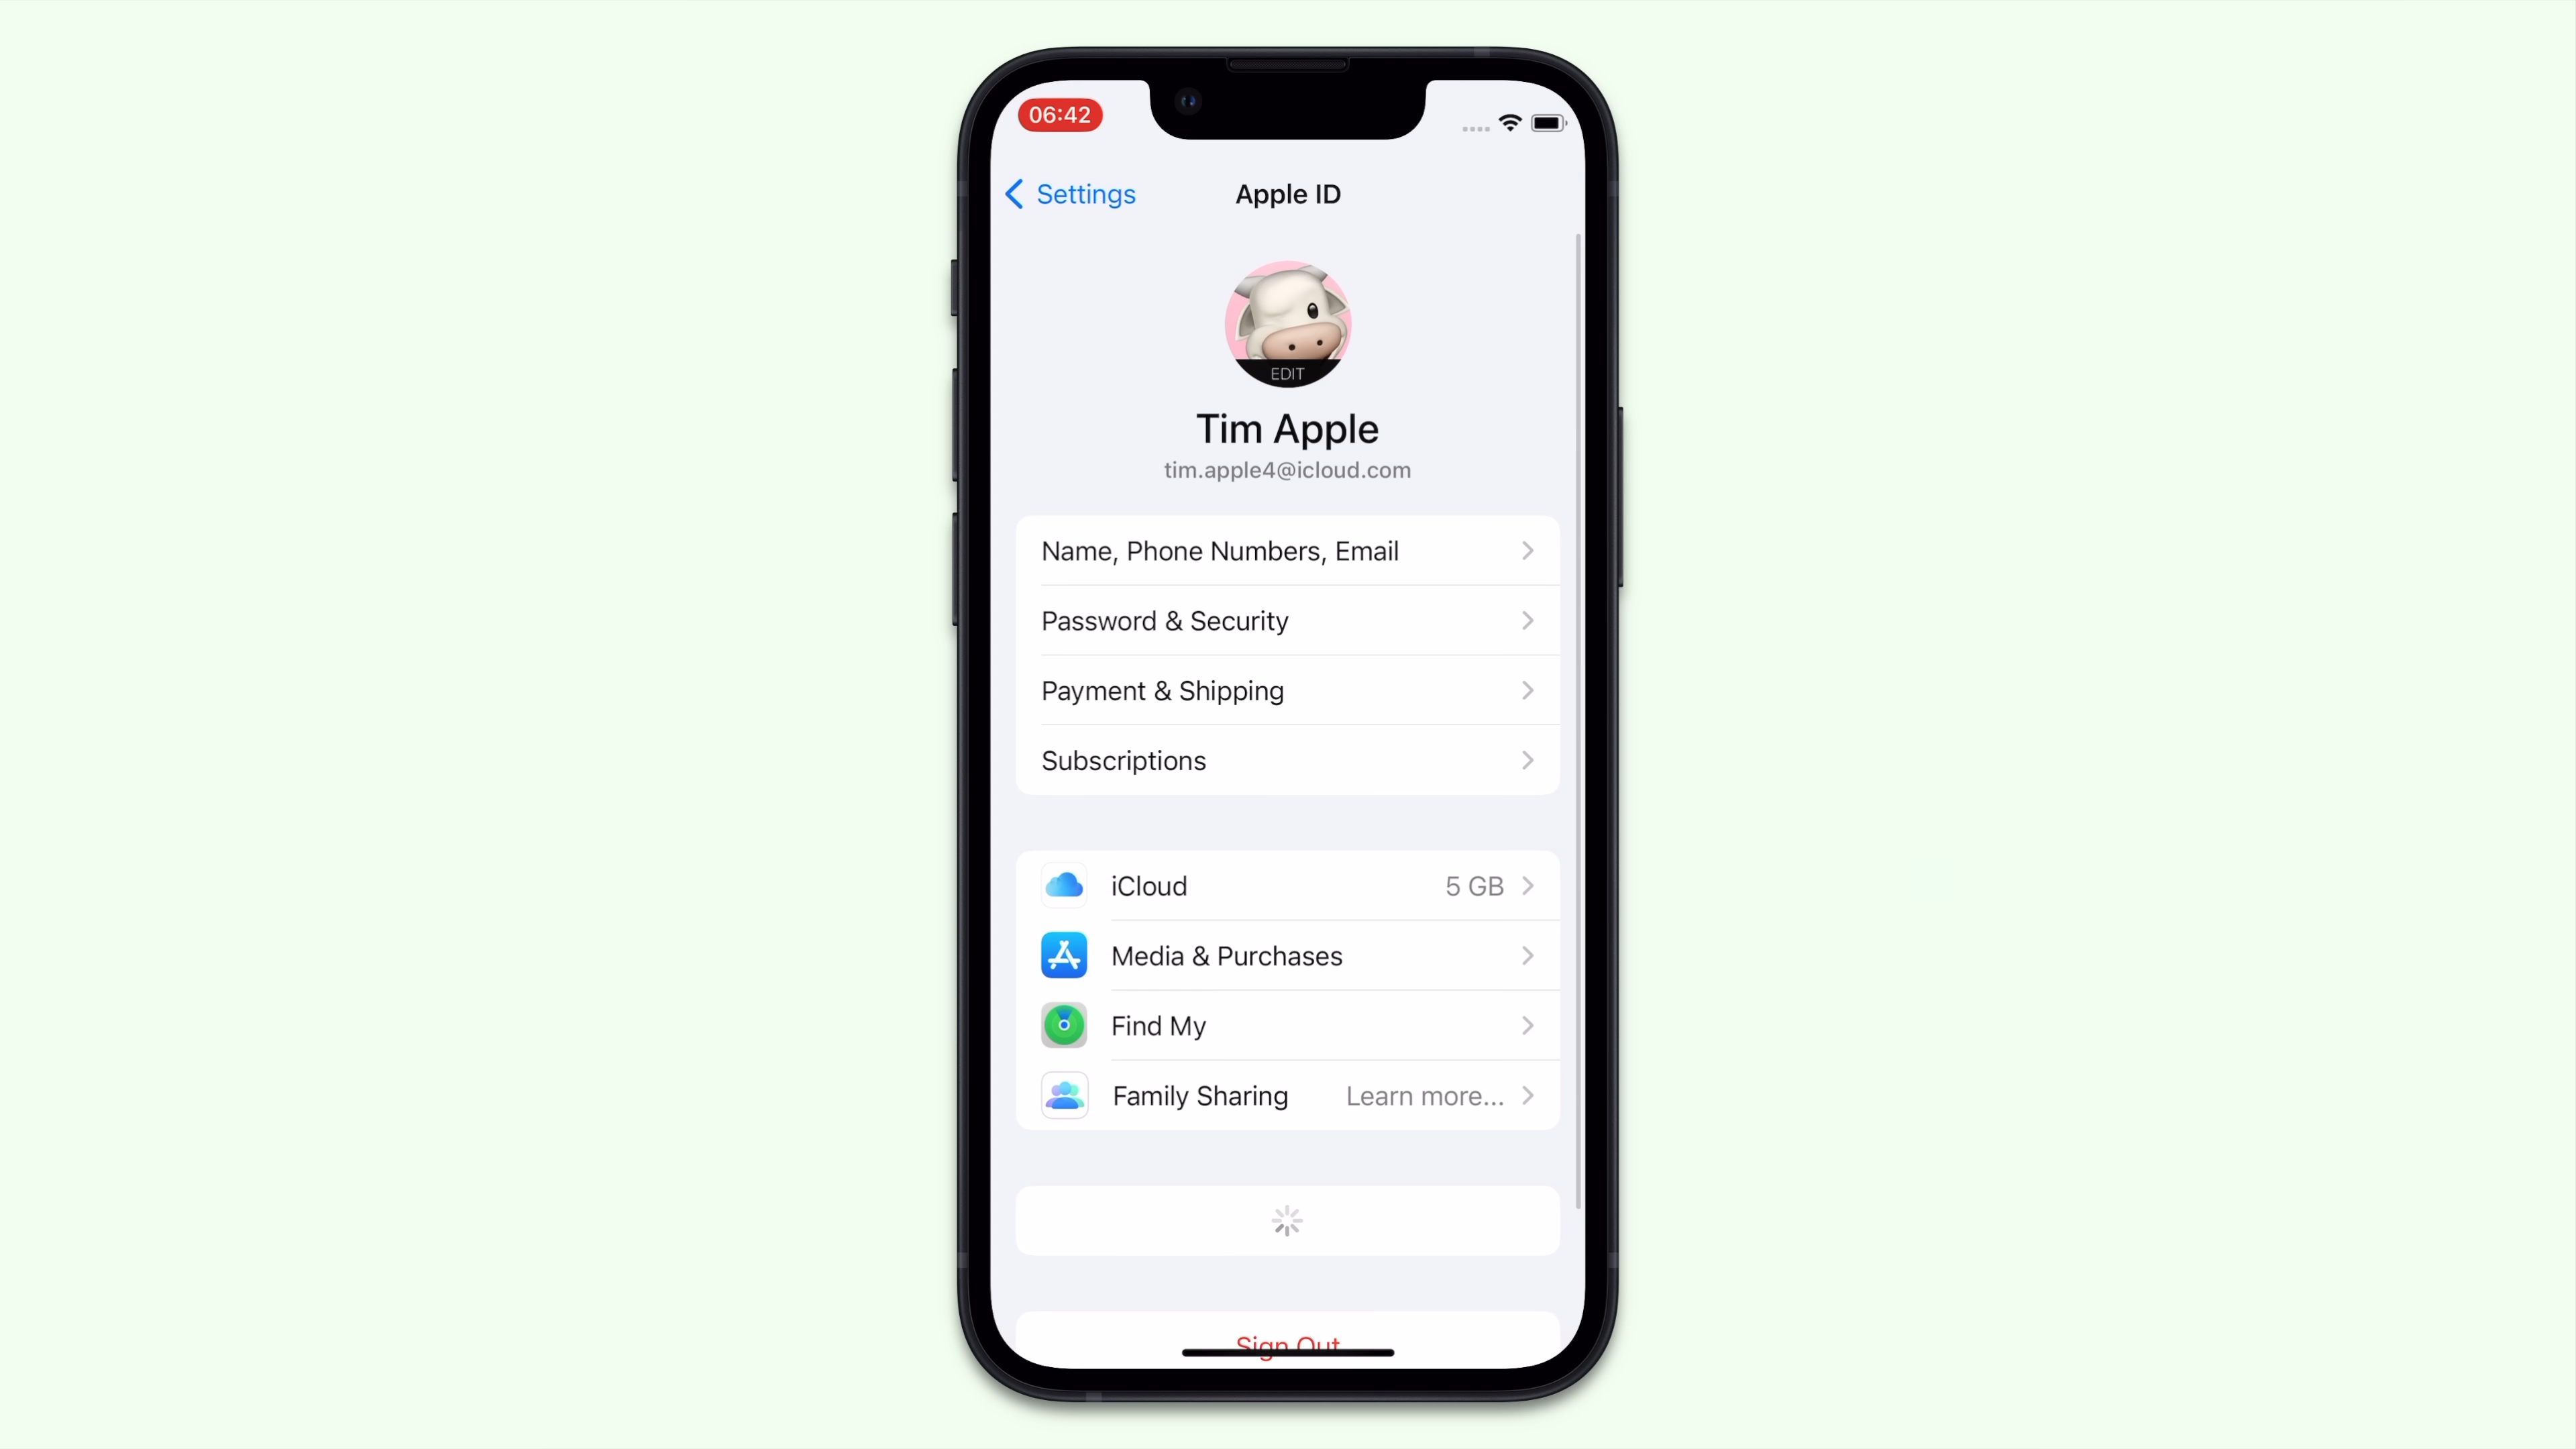 06:42
Settings
Apple ID
EDIT
Tim Apple
tim.apple4@icloud.com
Name, Phone Numbers, Email
Password & Security
Payment & Shipping
Subscriptions
iCloud 5 GB
Media & Purchases
Find My
Family Sharing Learn more...
Sign Out